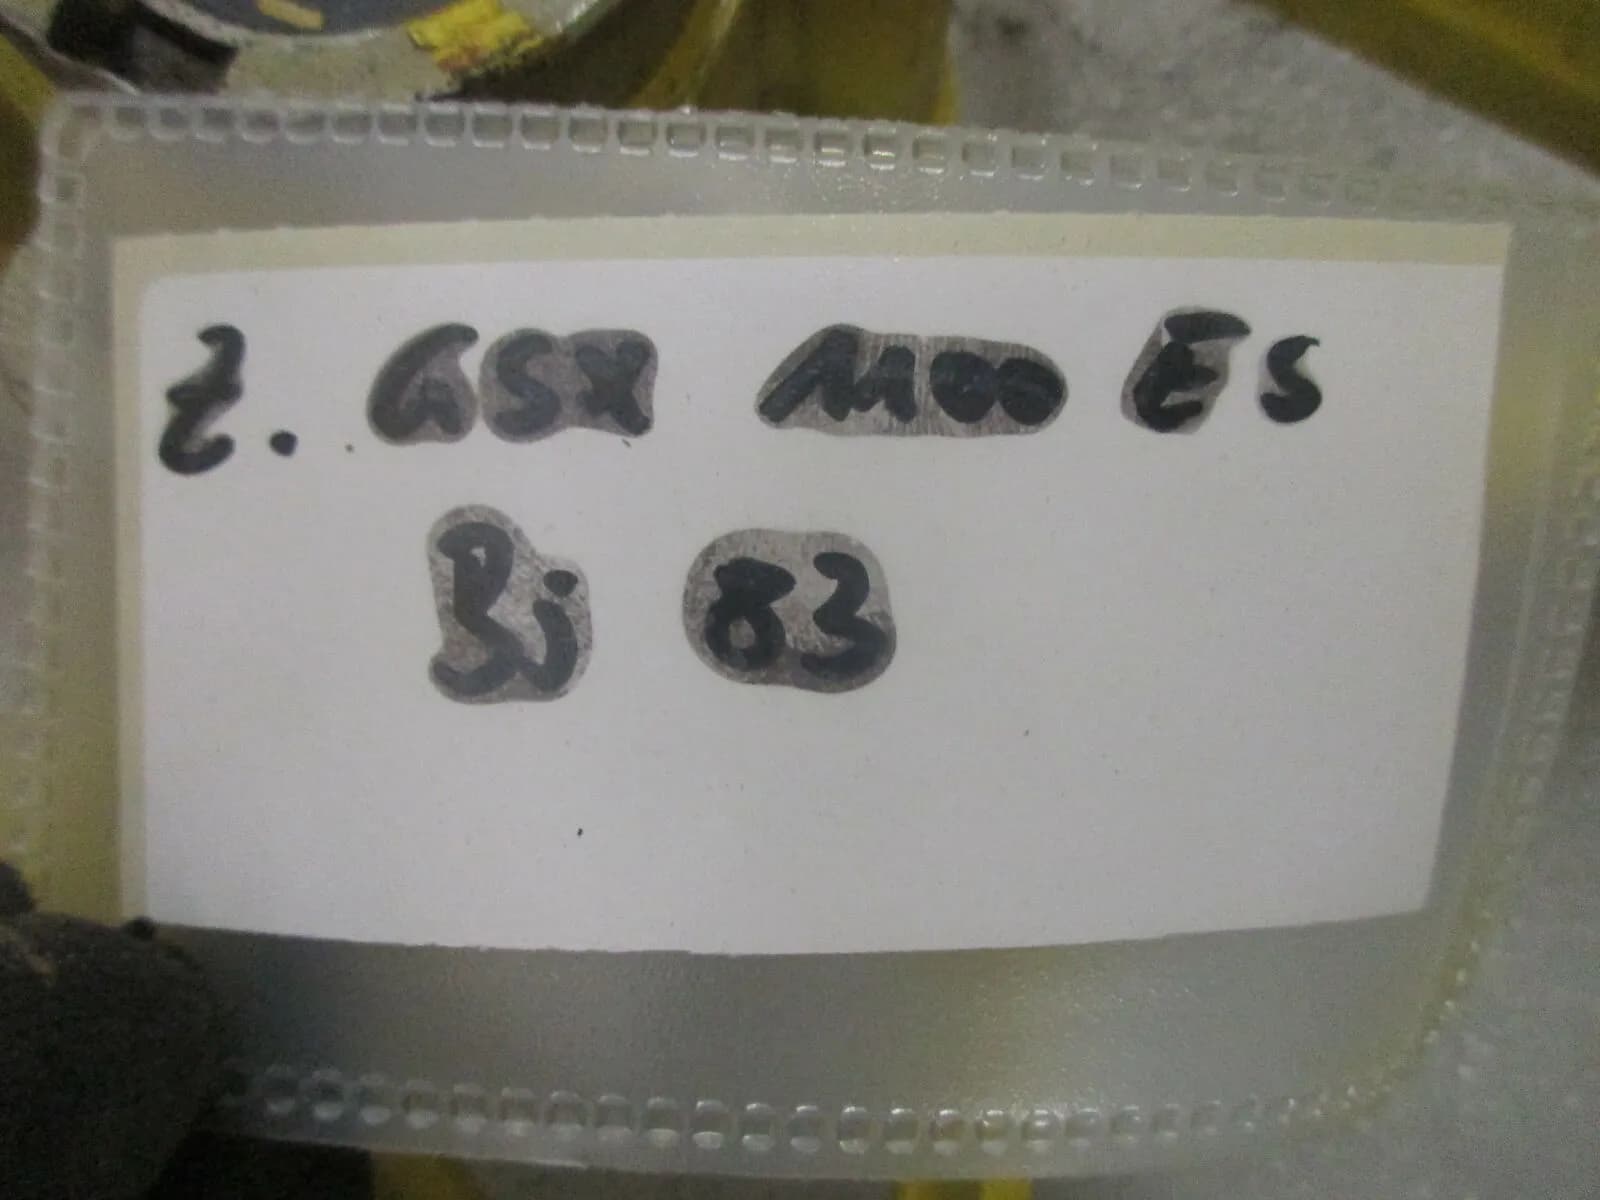 z. GSX 1100 ES
Bj 83